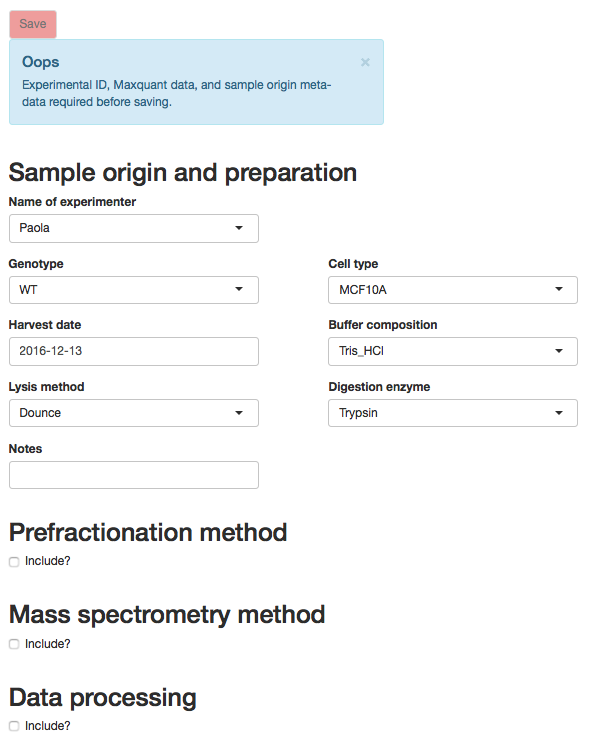 Save
Oops
×
Experimental ID, Maxquant data, and sample origin meta-
data required before saving.
Sample origin and preparation
Name of experimenter
Paola
Genotype
Cell type
WT
MCF10A
Harvest date
Buffer composition
2016-12-13
Tris_HCl
Lysis method
Digestion enzyme
Dounce
Trypsin
Notes
Prefractionation method
Include?
Mass spectrometry method
Include?
Data processing
Include?